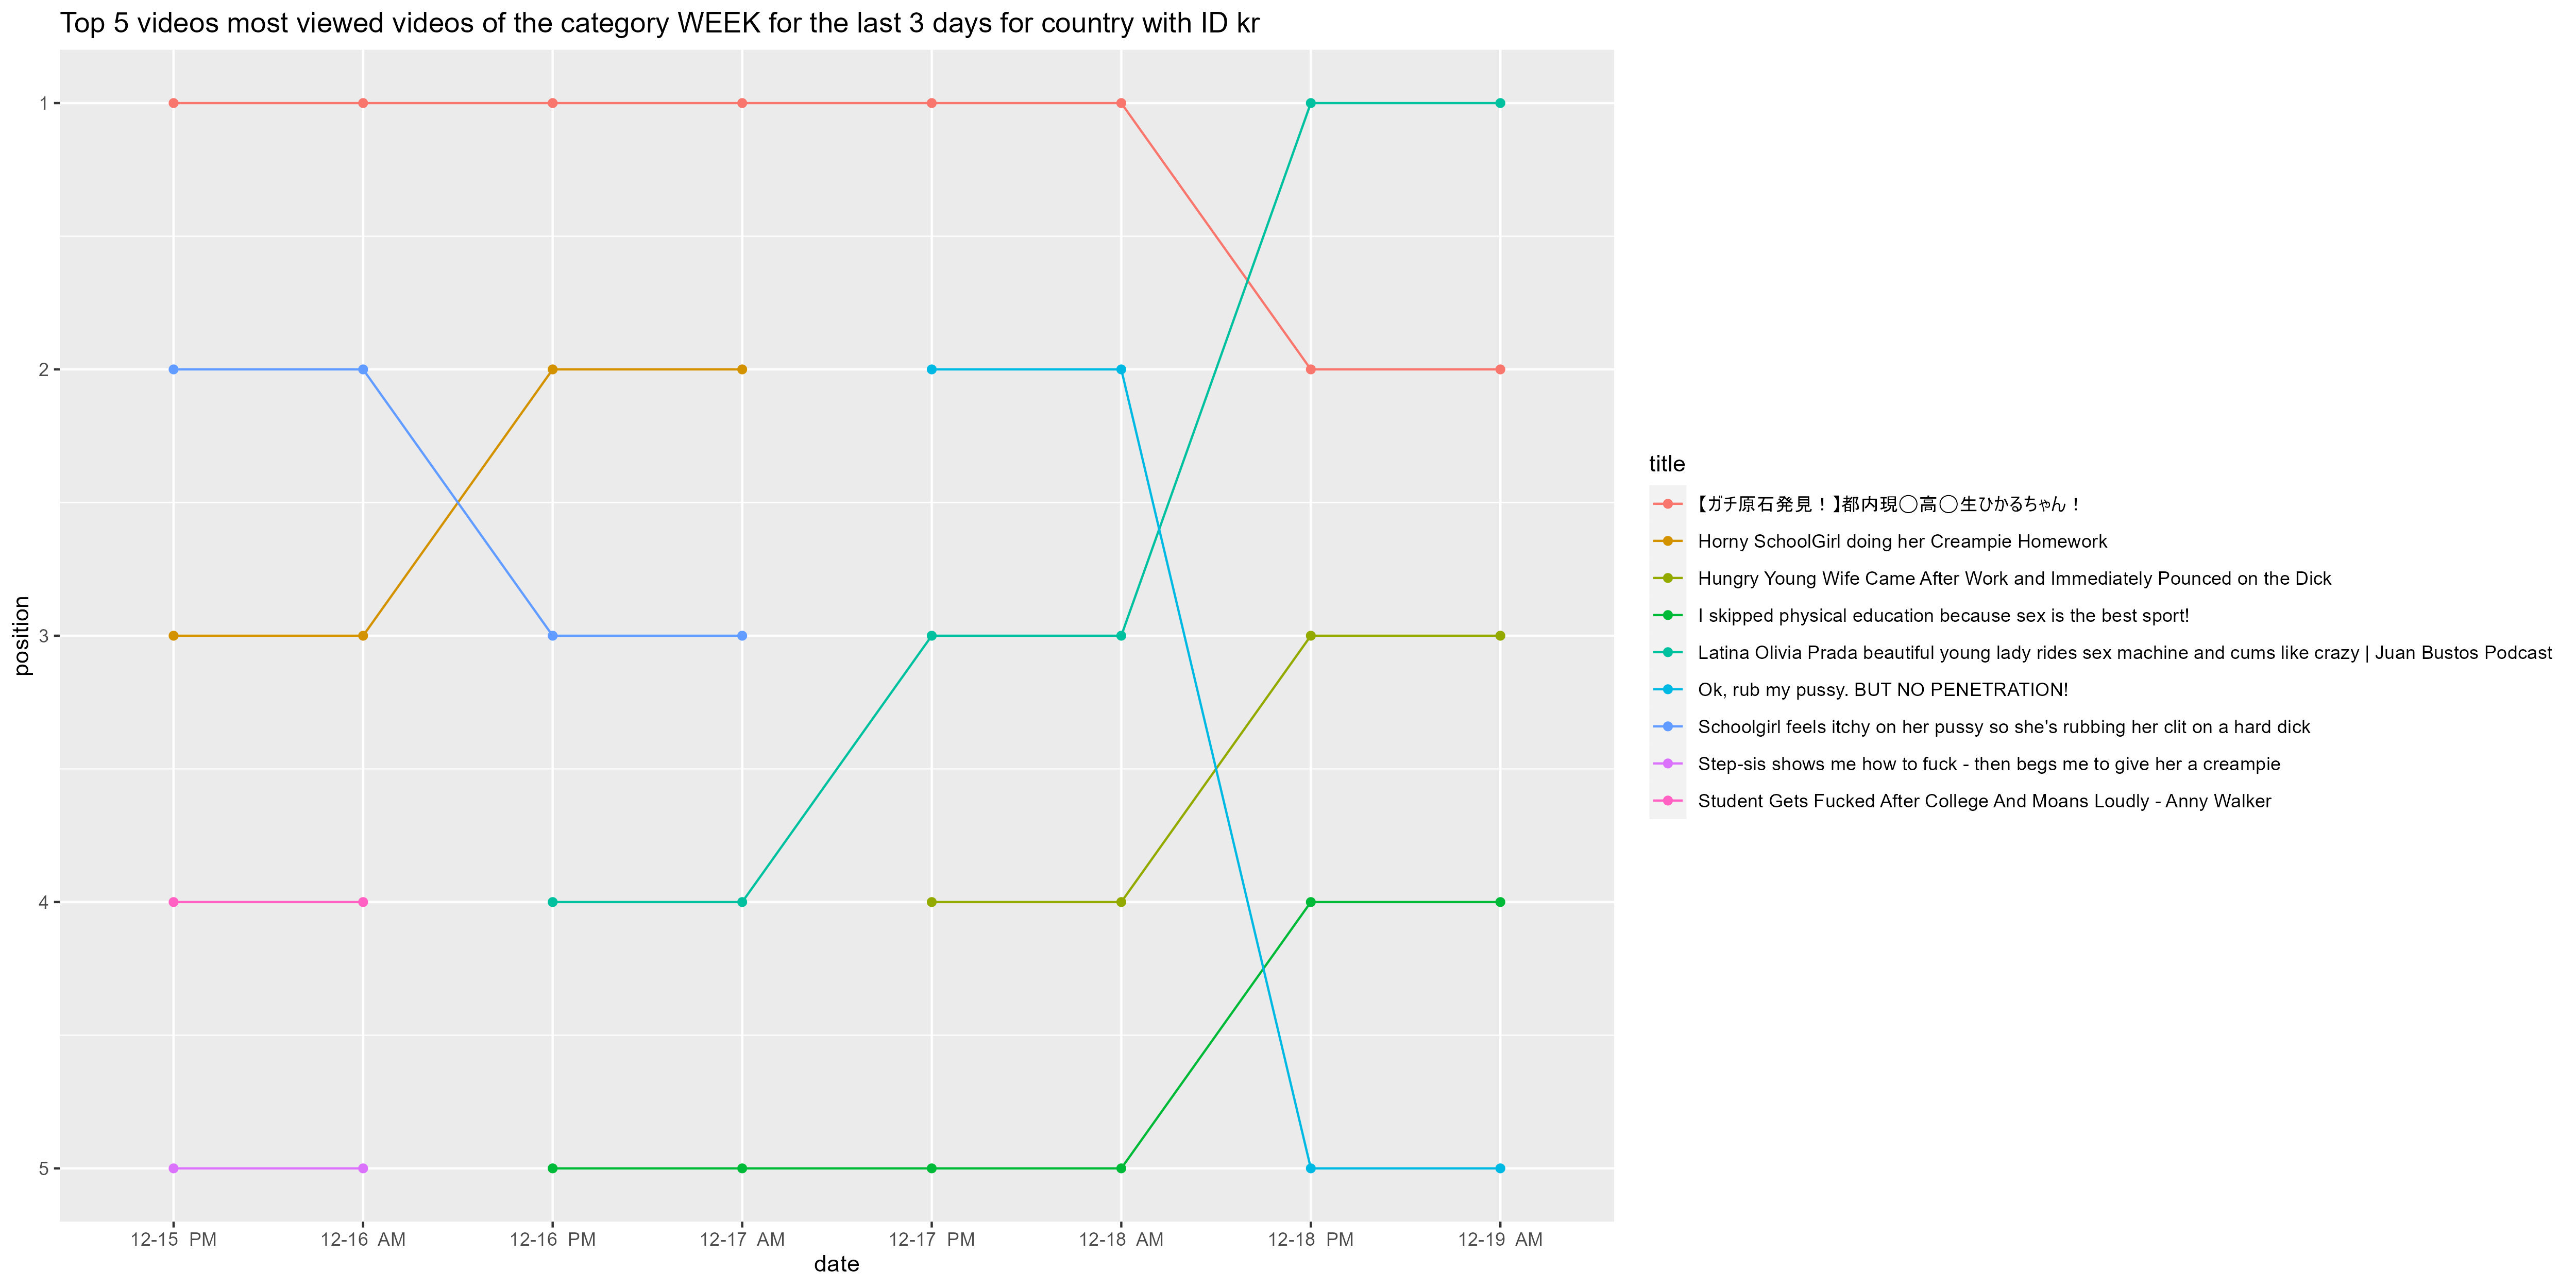 Top 5 videos most viewed videos of the category WEEK for the last 3 days for country with ID kr
1
2
3
4
5
position
12-15 PM
12-16 AM
12-16 PM
12-17 AM
12-17 PM
12-18 AM
12-18 PM
12-19 AM
date
title
【ガチ原石発見！】都内現◯高◯生ひかるちゃん！
Horny SchoolGirl doing her Creampie Homework
Hungry Young Wife Came After Work and Immediately Pounced on the Dick
I skipped physical education because sex is the best sport!
Latina Olivia Prada beautiful young lady rides sex machine and cums like crazy | Juan Bustos Podcast
Ok, rub my pussy. BUT NO PENETRATION!
Schoolgirl feels itchy on her pussy so she's rubbing her clit on a hard dick
Step-sis shows me how to fuck - then begs me to give her a creampie
Student Gets Fucked After College And Moans Loudly - Anny Walker